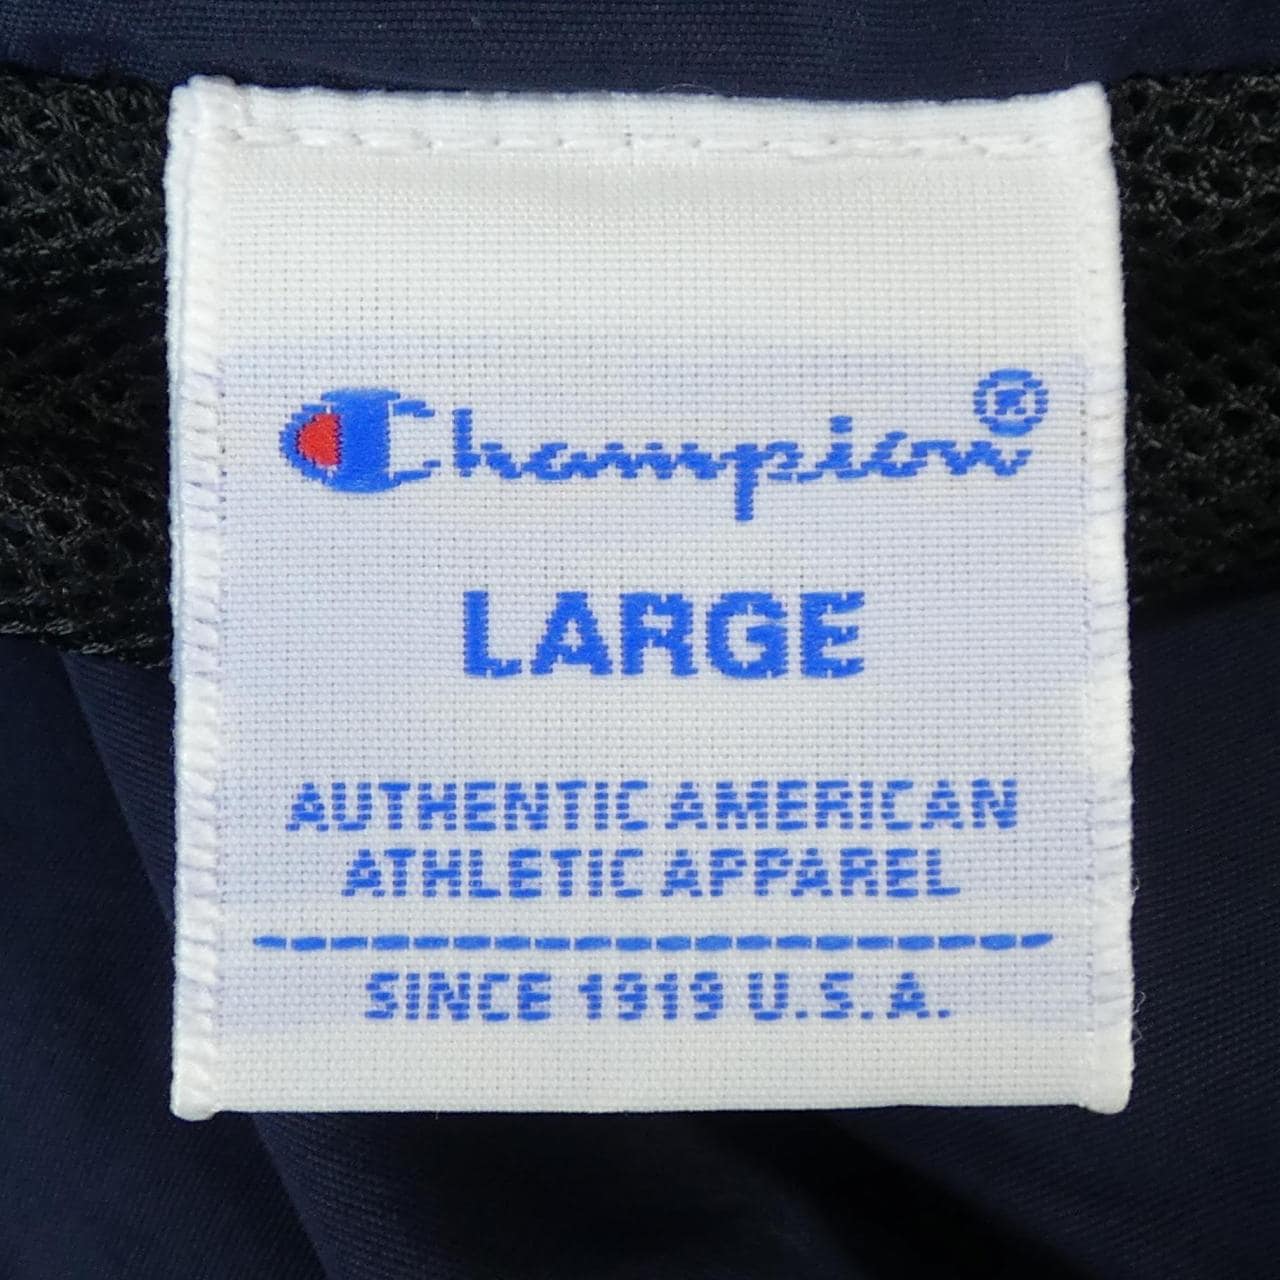 Champion®
LARGE
AUTHENTIC AMERICAN
ATHLETIC APPAREL
SINCE 1919 U.S.A.